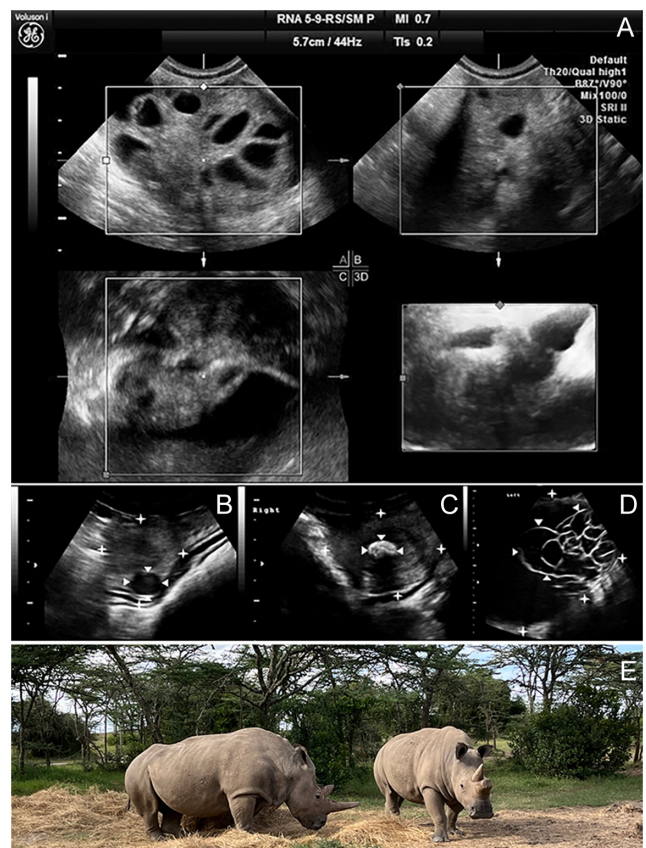 Voluson i
RNA 5-9-RS/SM P
MI 0.7
A
5.7cm / 44Hz
TIs 0.2
Default
Th20/Qual high1
B87°/V90°
Mix100/0
SRI II
3D Static
A B
C 3D
B
Right
C
Left
D
E